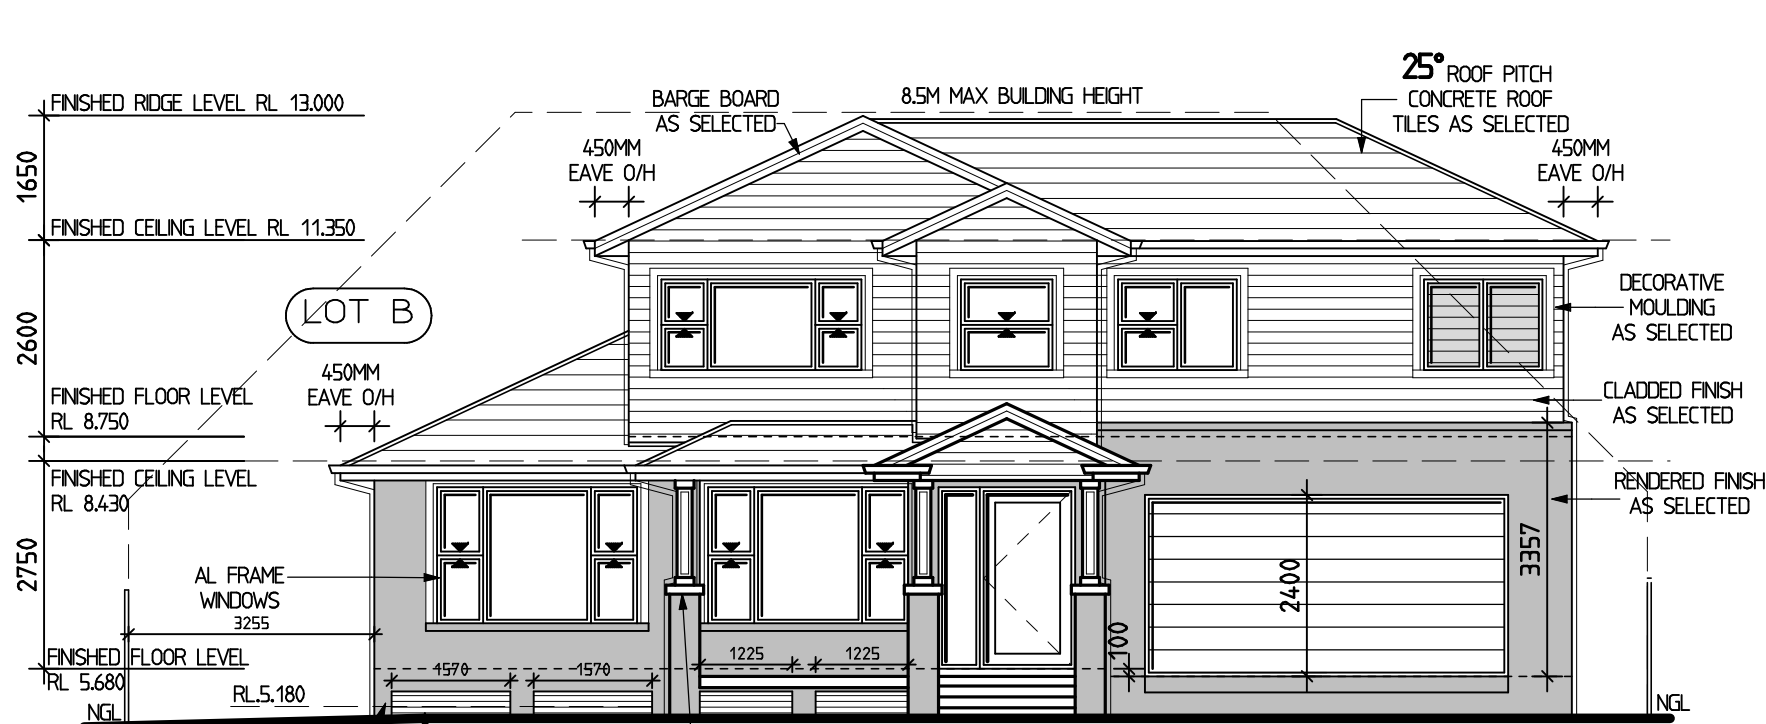 25° ROOF PITCH
CONCRETE ROOF
TILES AS SELECTED
FINISHED RIDGE LEVEL RL 13.000
BARGE BOARD
AS SELECTED
8.5M MAX BUILDING HEIGHT
450MM
EAVE O/H
450MM
EAVE O/H
1650
FINISHED CEILING LEVEL RL 11.350
LOT B
2600
DECORATIVE
MOULDING
AS SELECTED
450MM
EAVE O/H
FINISHED FLOOR LEVEL
RL 8.750
CLADDED FINISH
AS SELECTED
FINISHED CEILING LEVEL
RL 8.430
RENDERED FINISH
AS SELECTED
2750
3357
2400
AL FRAME
WINDOWS
3255
100
FINISHED FLOOR LEVEL
RL 5.680
1570
1570
1225
1225
RL.5.180
NGL
NGL